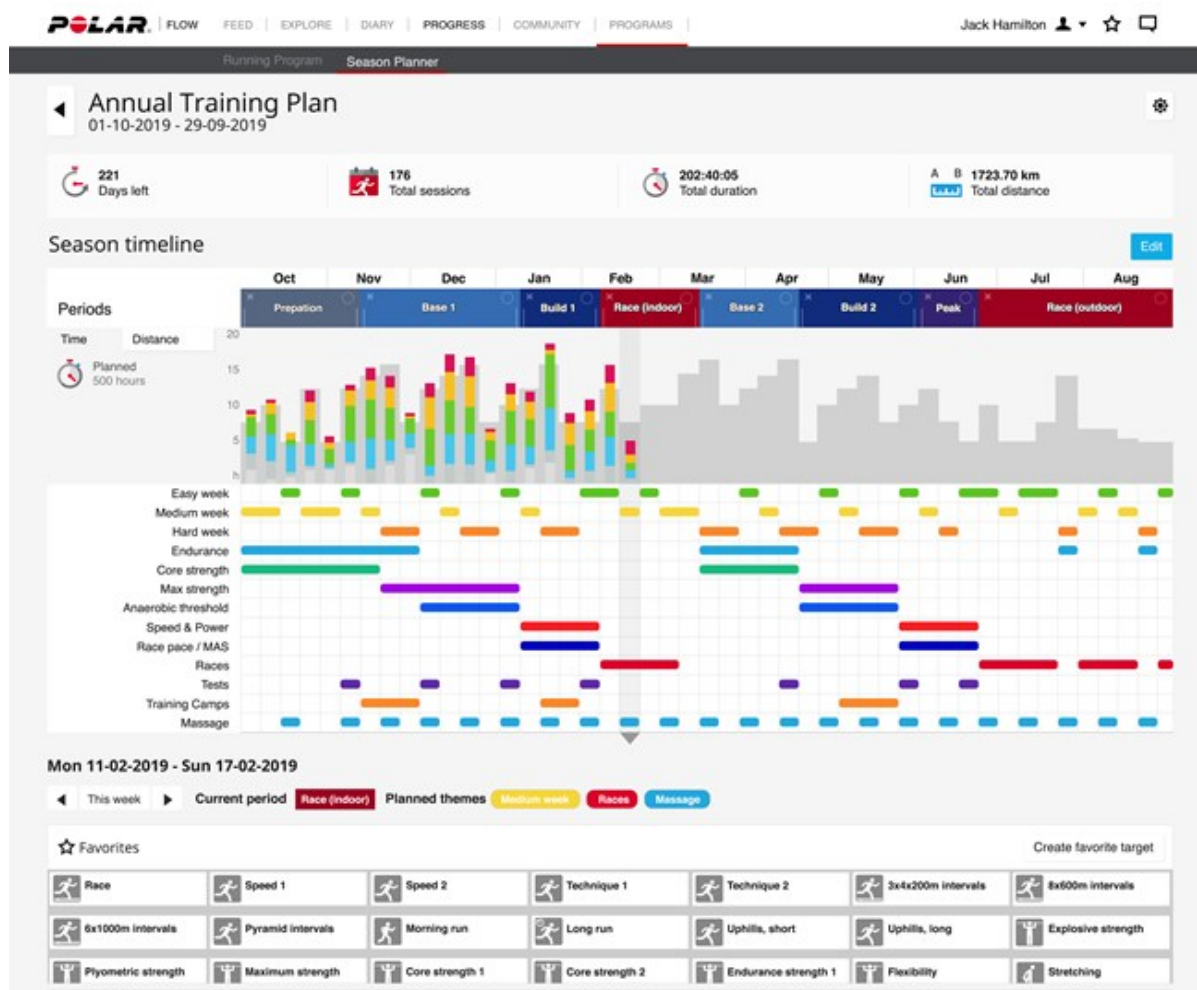 POLAR. FLOW FEED EXPLORE DIARY PROGRESS COMMUNITY PROGRAMS Jack Hamilton
Running Program Season Planner
Annual Training Plan
01-10-2019 - 29-09-2019
221
Days left
176
Total sessions
202:40:05
Total duration
A B 1723.70 km
Total distance
Season timeline
Edit
Oct Nov Dec Jan Feb Mar Apr May Jun Jul Aug
Periods
Prepation Base 1 Build 1 Race (indoor) Base 2 Build 2 Peak Race (outdoor)
Time Distance
Planned
500 hours
20
15
10
5
h
Easy week
Medium week
Hard week
Endurance
Core strength
Max strength
Anaerobic threshold
Speed & Power
Race pace / MAS
Races
Tests
Training Camps
Massage
Mon 11-02-2019 - Sun 17-02-2019
This week Current period Race (indoor) Planned themes Medium week Races Massage
Favorites Create favorite target
Race Speed 1 Speed 2 Technique 1 Technique 2 3x4x200m intervals 8x600m intervals
6x1000m intervals Pyramid intervals Morning run Long run Uphills, short Uphills, long Explosive strength
Plyometric strength Maximum strength Core strength 1 Core strength 2 Endurance strength 1 Flexibility Stretching